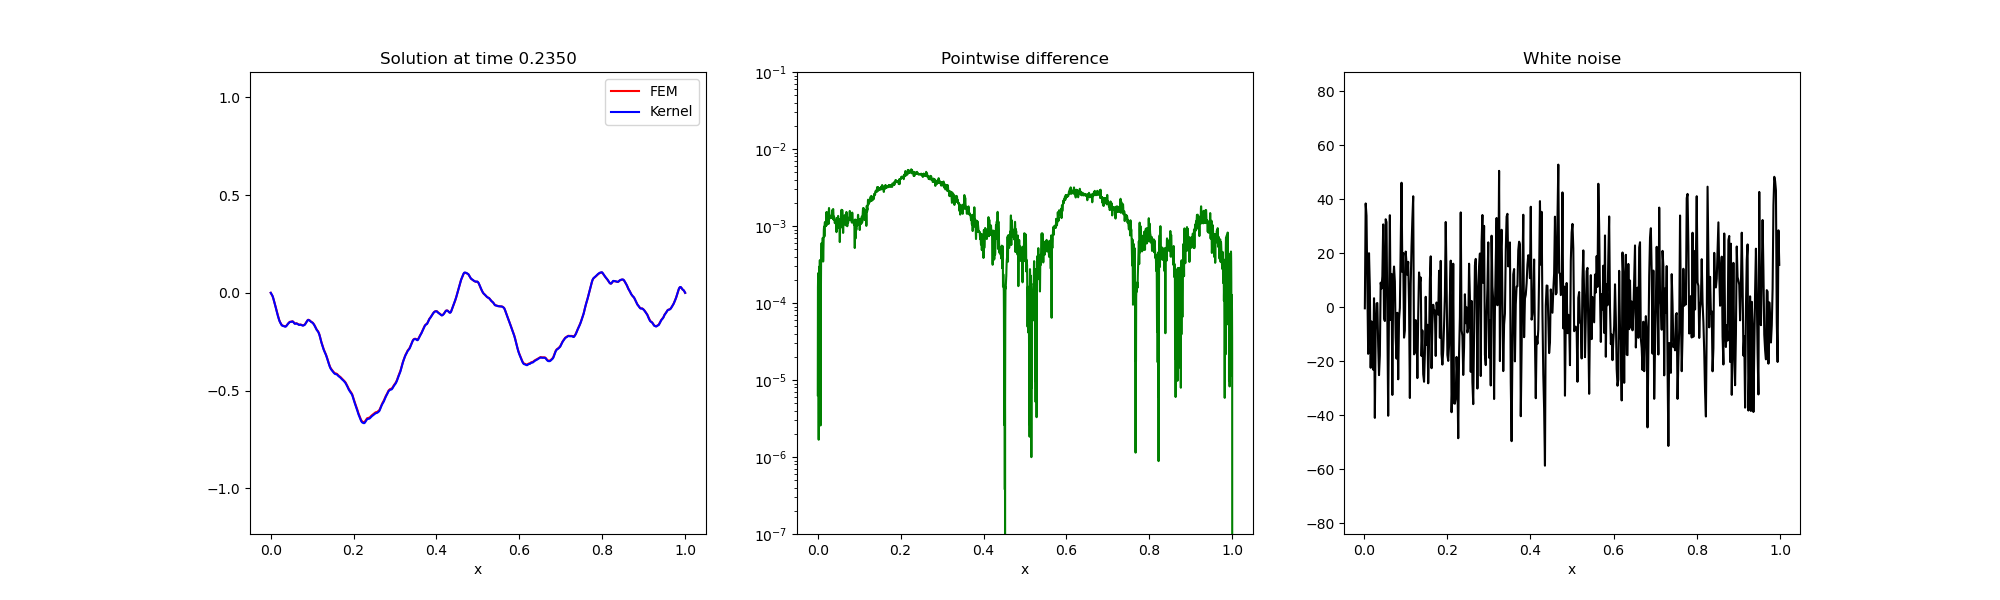 Solution at time 0.2350
FEM
Kernel
1.0
0.5
0.0
−0.5
−1.0
0.0 0.2 0.4 0.6 0.8 1.0
x
Pointwise difference
10⁻¹
10⁻²
10⁻³
10⁻⁴
10⁻⁵
10⁻⁶
10⁻⁷
0.0 0.2 0.4 0.6 0.8 1.0
x
White noise
80
60
40
20
0
−20
−40
−60
−80
0.0 0.2 0.4 0.6 0.8 1.0
x